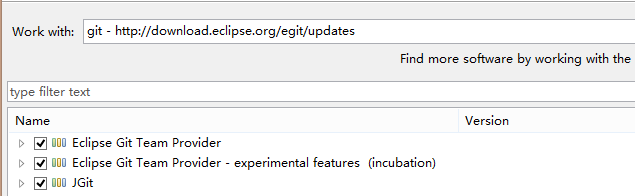 Work with: git - http://download.eclipse.org/egit/updates
Find more software by working with the
type filter text
Name Version
Eclipse Git Team Provider
Eclipse Git Team Provider - experimental features (incubation)
JGit